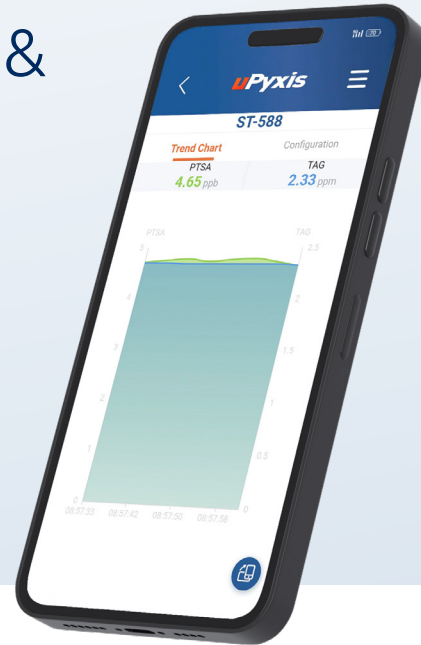 &
20
uPyxis
ST-588
Trend Chart
Configuration
PTSA
TAG
4.65 ppb
2.33 ppm
PTSA
TAG
5
2.5
4
2
3
1.5
2
1
1
0.5
0
0
08:57:33
08:57:42
08:57:50
08:57:58